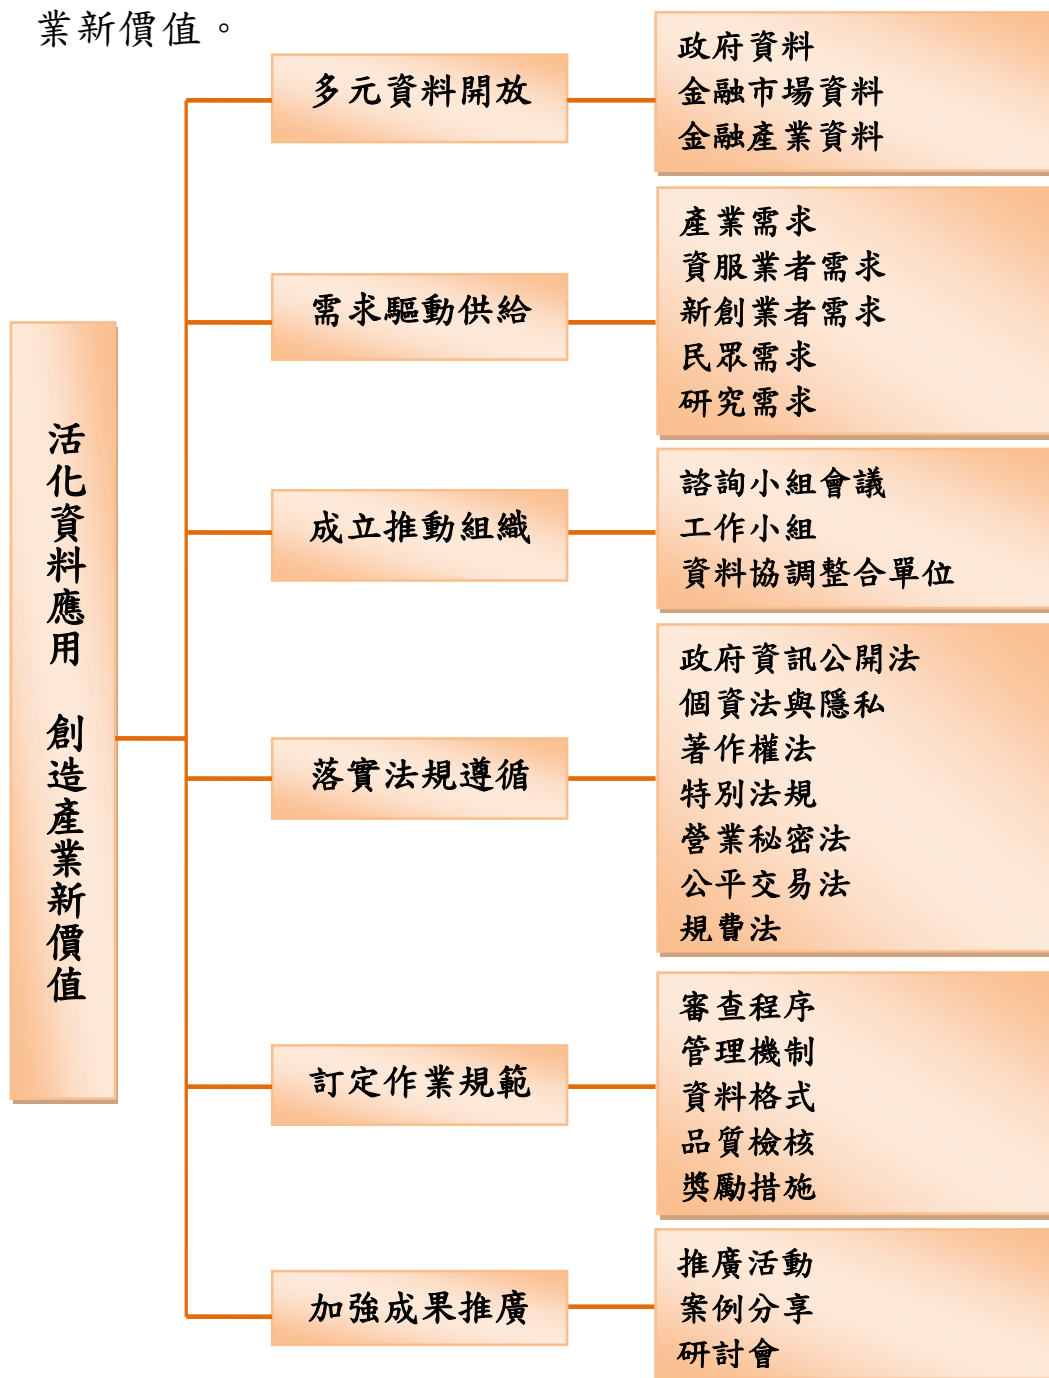 業新價值。
活化資料應用 創造產業新價值
多元資料開放
政府資料
金融市場資料
金融產業資料
需求驅動供給
產業需求
資服業者需求
新創業者需求
民眾需求
研究需求
成立推動組織
諮詢小組會議
工作小組
資料協調整合單位
落實法規遵循
政府資訊公開法
個資法與隱私
著作權法
特別法規
營業秘密法
公平交易法
規費法
訂定作業規範
審查程序
管理機制
資料格式
品質檢核
獎勵措施
加強成果推廣
推廣活動
案例分享
研討會